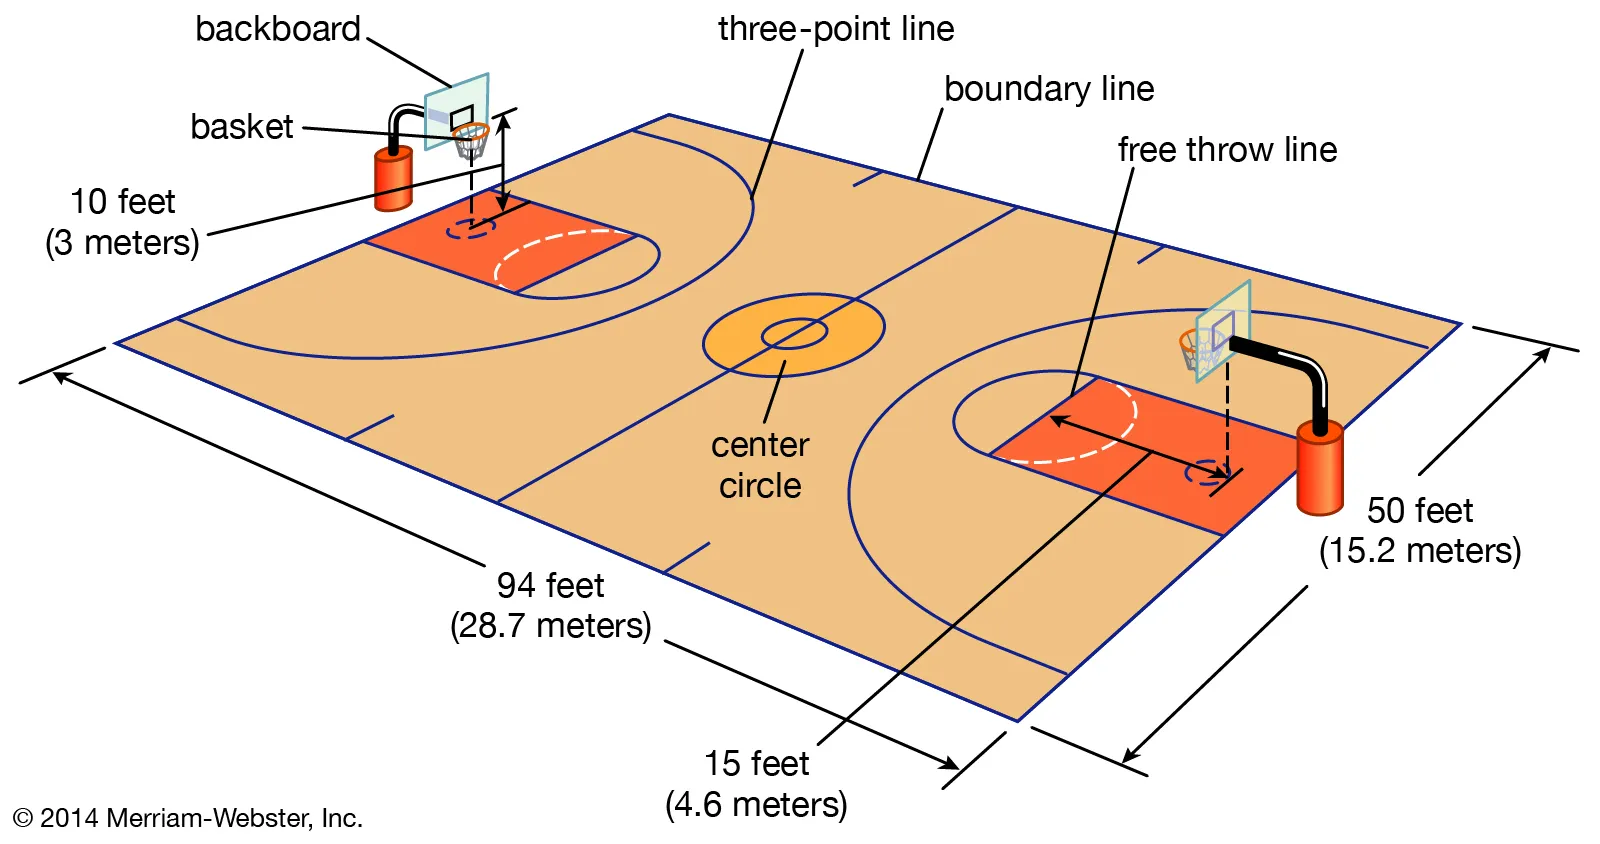 backboard
three-point line
boundary line
basket
free throw line
10 feet
(3 meters)
center
circle
50 feet
(15.2 meters)
94 feet
(28.7 meters)
15 feet
(4.6 meters)
© 2014 Merriam-Webster, Inc.